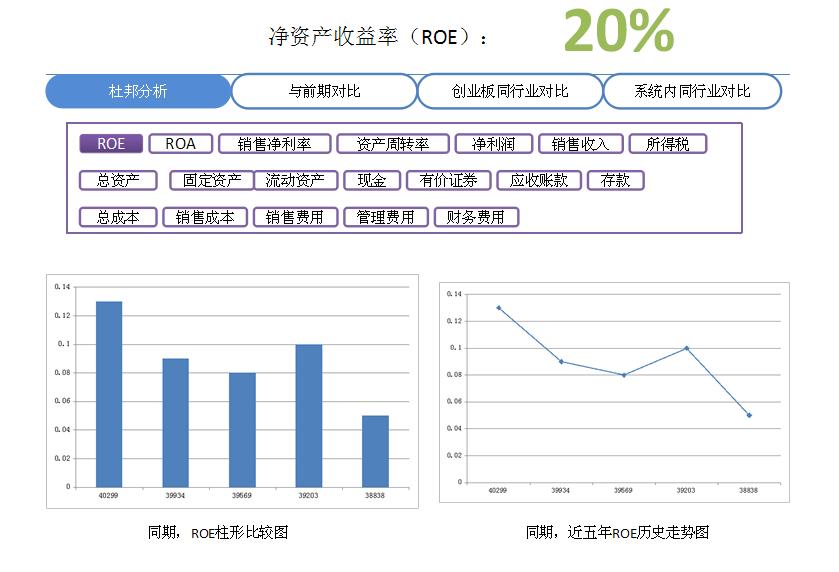 净资产收益率（ROE）： 20%
杜邦分析 与前期对比 创业板同行业对比 系统内同行业对比
ROE ROA 销售净利率 资产周转率 净利润 销售收入 所得税
总资产 固定资产 流动资产 现金 有价证券 应收账款 存款
总成本 销售成本 销售费用 管理费用 财务费用
0.14
0.12
0.1
0.08
0.06
0.04
0.02
0
40299 39934 39569 39203 38838
同期，ROE柱形比较图
0.14
0.12
0.1
0.08
0.06
0.04
0.02
0
40299 39934 39569 39203 38838
同期，近五年ROE历史走势图